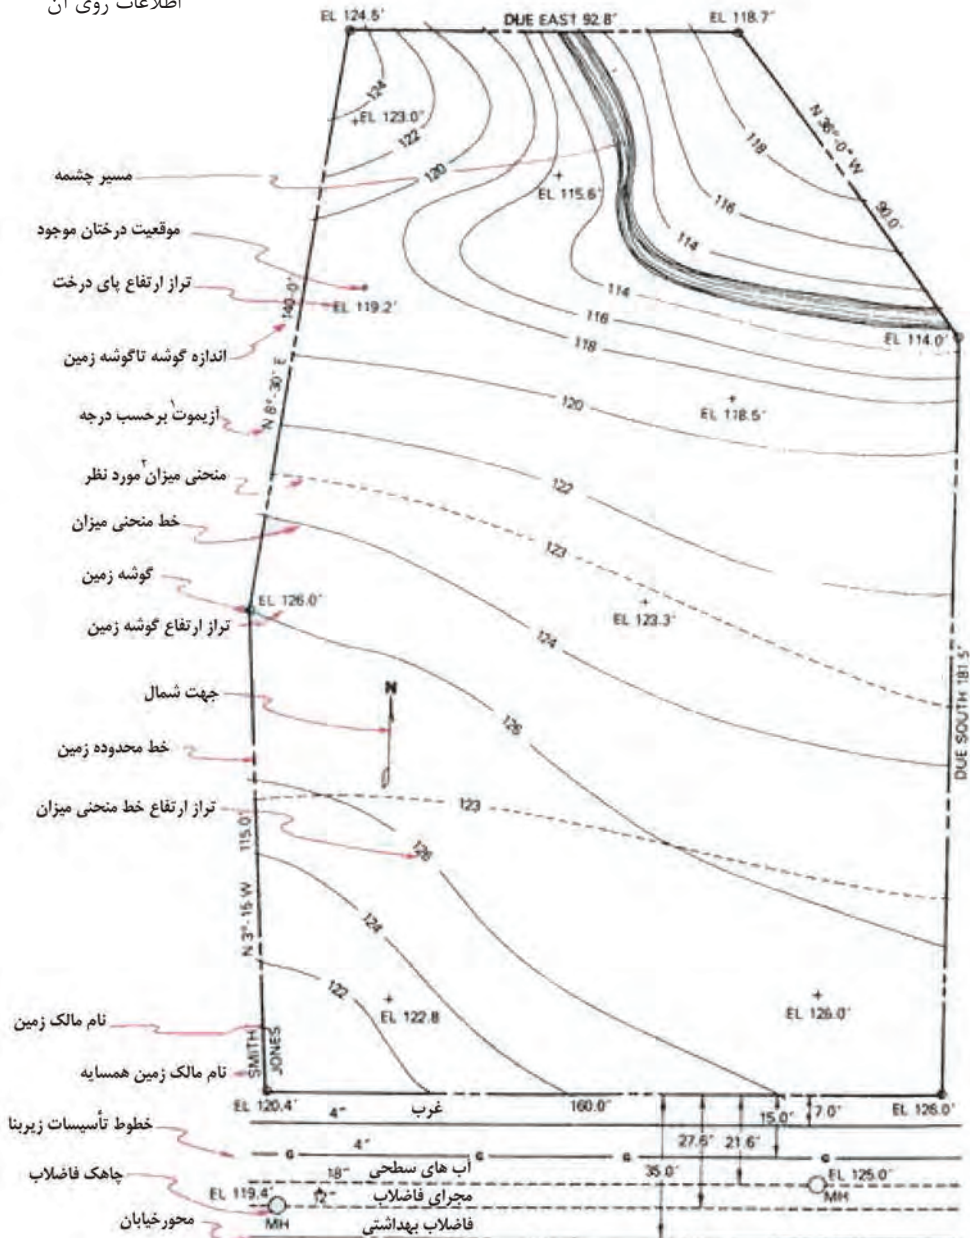 اطلاعات روی آن
EL 124.5'
DUE EAST 92.8'
EL 118.7'
N 36°-0" W
90.0'
124
EL 123.0'
122
120
118
116
114
EL 115.6'
مسیر چشمه
موقعیت درختان موجود
تراز ارتفاع پای درخت
EL 119.2'
140'-0"
اندازه گوشه تاگوشه زمین
N 8°-30' E
آزیموت۱ برحسب درجه
منحنی میزان۲ مورد نظر
خط منحنی میزان
گوشه زمین
EL 126.0'
تراز ارتفاع گوشه زمین
114
116
118
EL 114.0'
120
EL 118.5'
122
123
EL 123.3'
124
126
DUE SOUTH 181.5'
جهت شمال
N
خط محدوده زمین
تراز ارتفاع خط منحنی میزان
123
126
115.0'
N 3°-15 W
124
122
EL 122.8
EL 126.0'
نام مالک زمین
SMITH
JONES
نام مالک زمین همسایه
EL 120.4'
غرب
160.0'
15.0'
7.0'
EL 126.0'
4"
خطوط تأسیسات زیربنا
4"
27.6'
21.6'
G G G G
18"
آب های سطحی
35.0'
EL 125.0'
MH
چاهک فاضلاب
EL 119.4'
12"
مجرای فاضلاب
MH
فاضلاب بهداشتی
محورخیابان